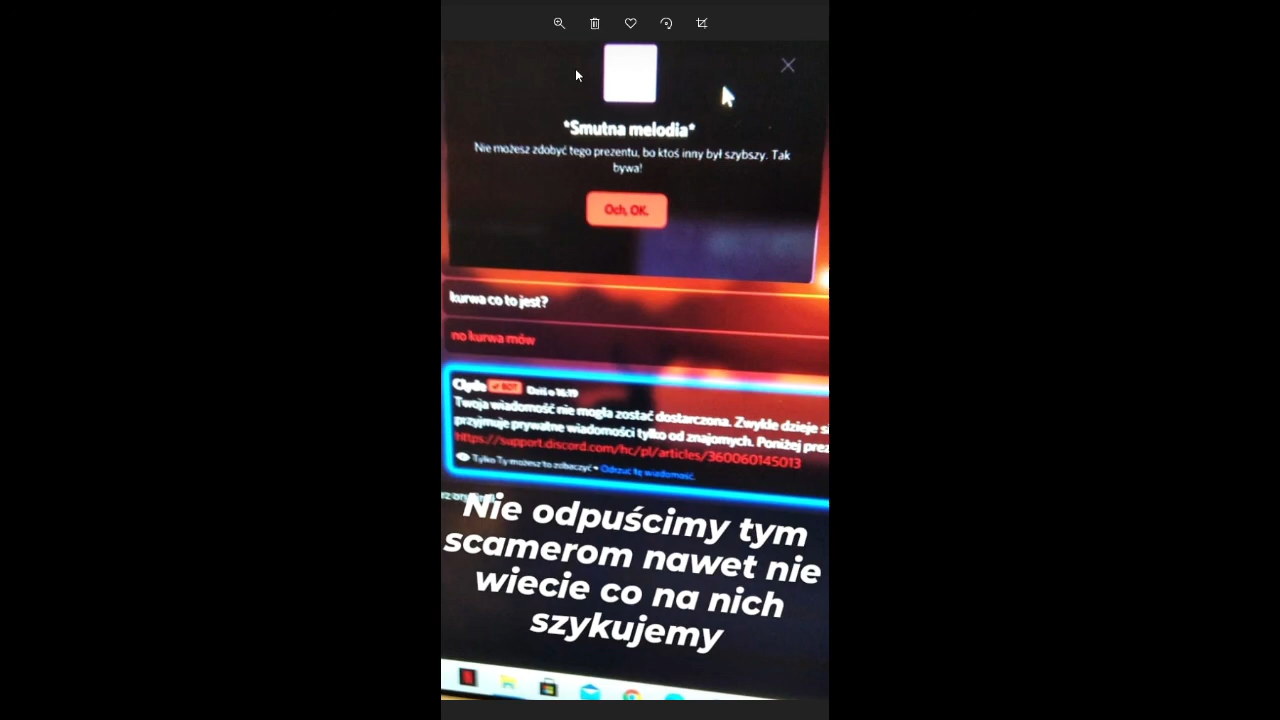 *Smutna melodia*
Nie możesz zdobyć tego prezentu, bo ktoś inny był szybszy. Tak
bywa!
Och, OK.
kurwa co to jest?
no kurwa mów
Clyde ✓ BOT Dziś o 16:19
Twoja wiadomość nie mogła zostać dostarczona. Zwykle dzieje si
przyjmuje prywatne wiadomości tylko od znajomych. Poniżej prez
https://support.discord.com/hc/pl/articles/360060145013
Tylko Ty możesz to zobaczyć • Odrzuć tę wiadomość.
Nie odpuścimy tym
scamerom nawet nie
wiecie co na nich
szykujemy